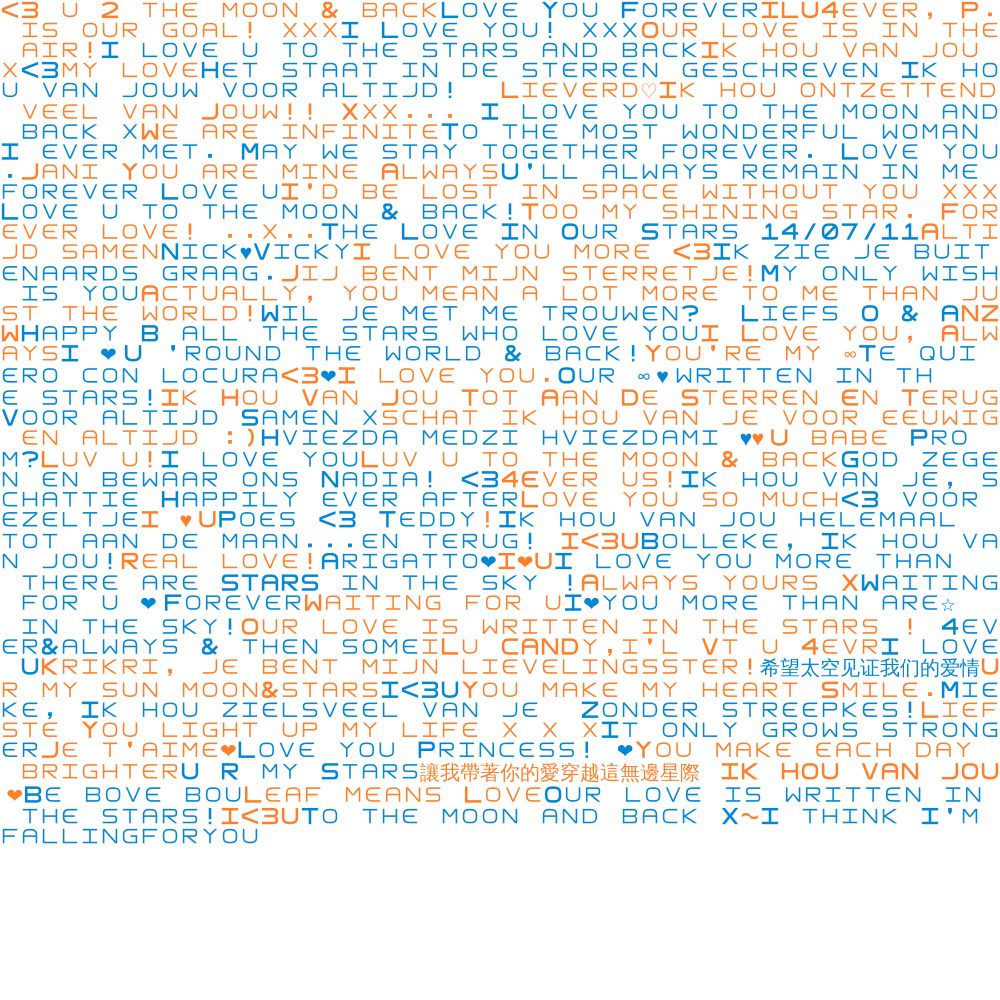 <3 u 2 the moon & backLove You ForeverILU4ever, P.
is our goal! xxxI Love you! xxxOur love is in the
air!I love u to the stars and backIk hou van jou
x<3my loveHet staat in de sterren geschreven Ik ho
u van jouw voor altijd! Lieverd♡Ik hou ontzettend
veel van Jouw!! Xxx... I love you to the moon and
back xWe are infiniteTo the most wonderful woman
I ever met. May we stay together forever. Love you
.Jani You are mine AlwaysU'll always remain in me
forever Love uI'd be lost in space without you xxx
Love u to the moon & back!Too my shining star. For
ever love! ..x..The Love In Our Stars 14/07/11Alti
jd samenNick♥VickyI love you more <3Ik zie je buit
enaards graag.Jij bent mijn sterretje!My only wish
is youActually, you mean a lot more to me than ju
st the world!Wil je met me trouwen? Liefs O & ANZ
WHappy B all the stars who love youI Love you, Alw
aysI ❤U 'round the world & back!You're my ∞Te qui
ero con locura<3❤I love you.Our ∞♥written in th
e stars!Ik Hou Van Jou Tot Aan De Sterren En Terug
Voor altijd Samen xSchat ik hou van je voor eeuwig
en altijd :)Hviezda medzi hviezdami ♥♥U babe Pro
m?Luv u!I love youLuv u to the moon & backGod zege
n en bewaar ons Nadia! <34Ever us!Ik hou van je, s
chattie Happily ever afterLove you so much<3 voor
ezeltjeI ♥UPoes <3 Teddy!Ik hou van jou helemaal
tot aan de maan...en terug! I<3UBolleke, Ik hou va
n jou!Real love!Arigatto❤I❤UI love you more than
there are STARS in the sky !Always yours XWaiting
for u ❤ForeverWaiting for uI❤you more than are☆
in the sky!Our love is written in the stars ! 4ev
er&always & then someILu CANDy,i'l Vt u 4evrI love
UKrikri, je bent mijn lievelingsster!希望太空见证我们的爱情U
r my sun moon&starsI<3UYou make my heart Smile.Mie
ke, Ik hou zielsveel van je Zonder streepkes!Lief
ste You light up my life x x xIt only grows strong
erJe t'aime❤Love you Princess! ❤You make each day
brighterU R my Stars讓我帶著你的愛穿越這無邊星際 IK HOU VAN JOU
❤Be bove bouLeaf means LoveOur love is written in
the stars!I<3UTo the moon and back X~I think I'm
fallingforyou